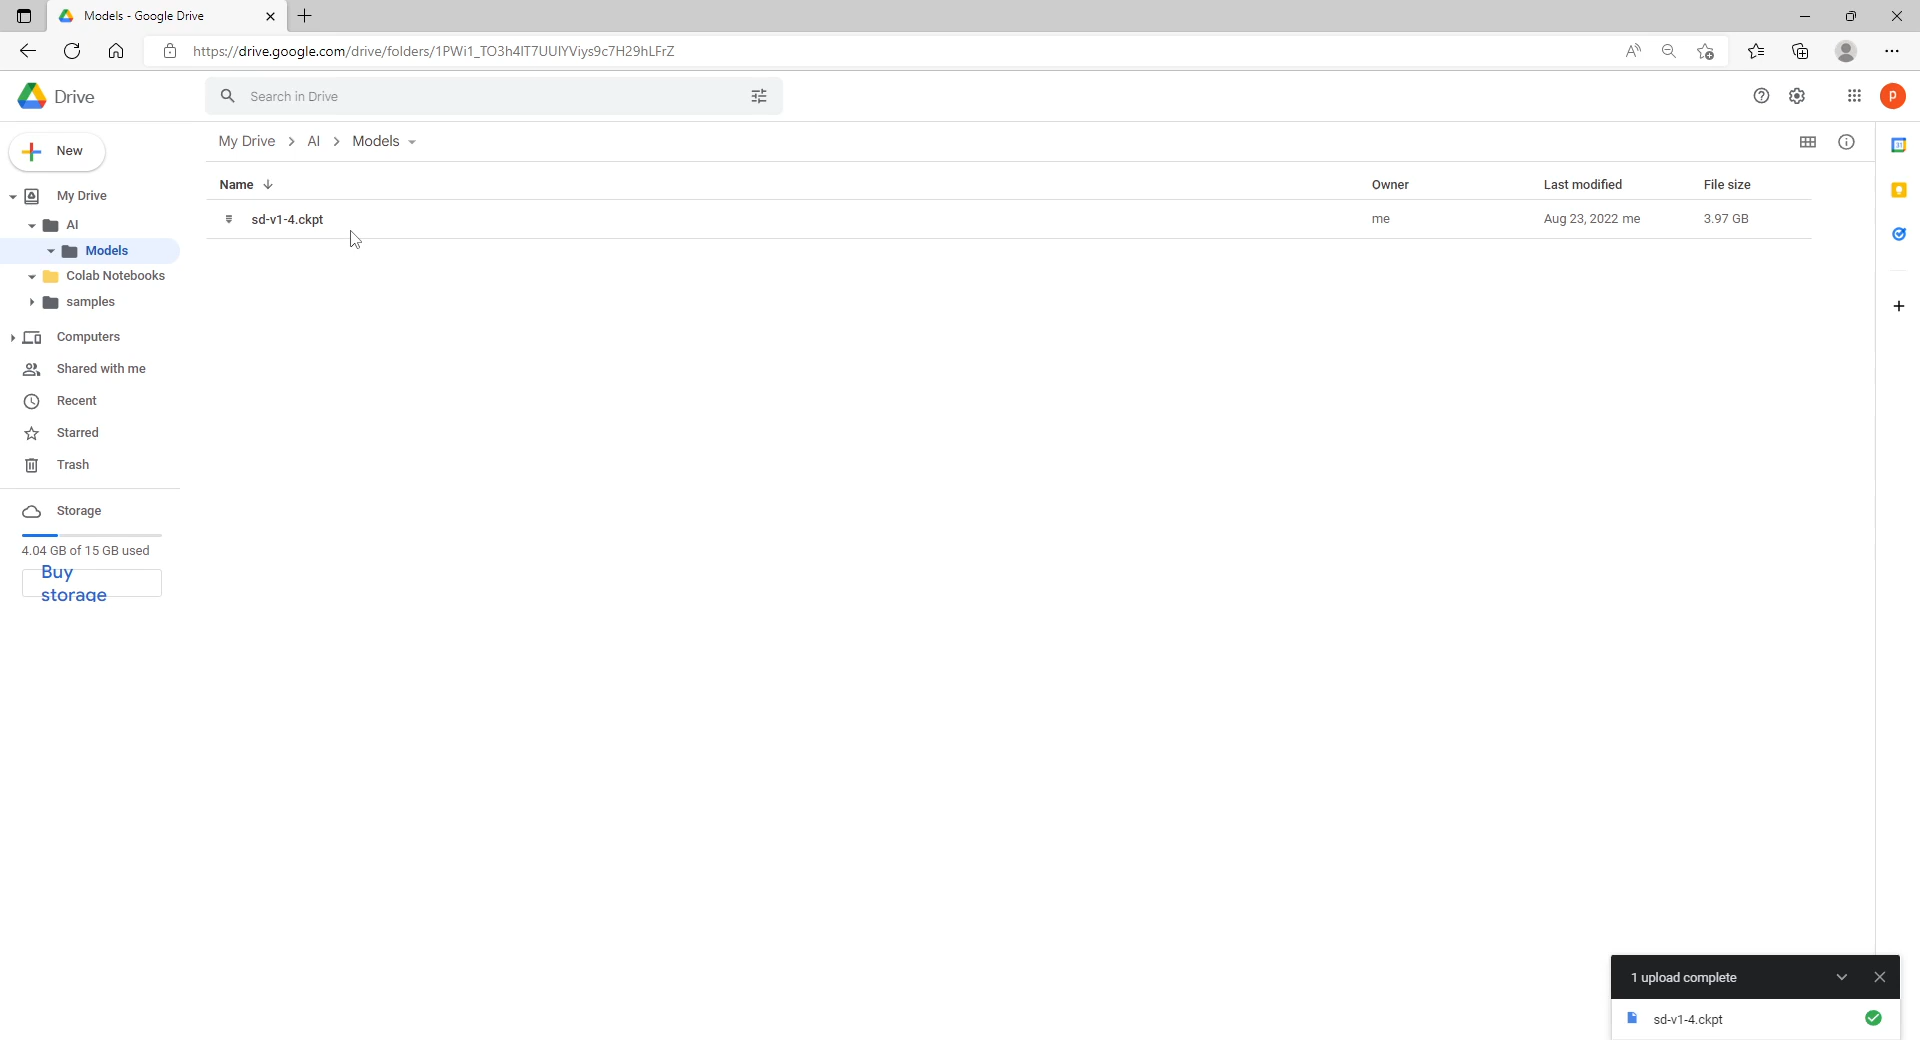 Models - Google Drive
https://drive.google.com/drive/folders/1PWi1_TO3h4IT7UUIYViys9c7H29hLFrZ
Drive
Search in Drive
P
New
My Drive
AI
Models
Colab Notebooks
samples
Computers
Shared with me
Recent
Starred
Trash
Storage
4.04 GB of 15 GB used
Buy
storage
My Drive > AI > Models
Name Owner Last modified File size
sd-v1-4.ckpt me Aug 23, 2022 me 3.97 GB
1 upload complete
sd-v1-4.ckpt